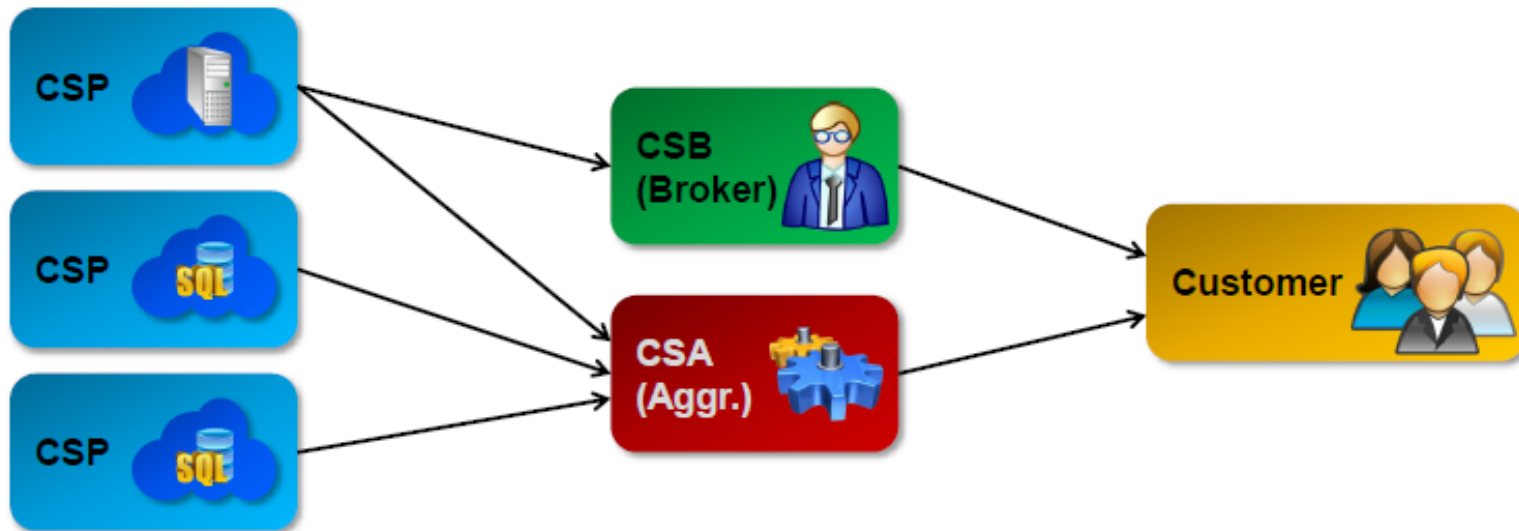 CSP
CSB
(Broker)
CSP
SQL
Customer
CSA
(Aggr.)
CSP
SQL